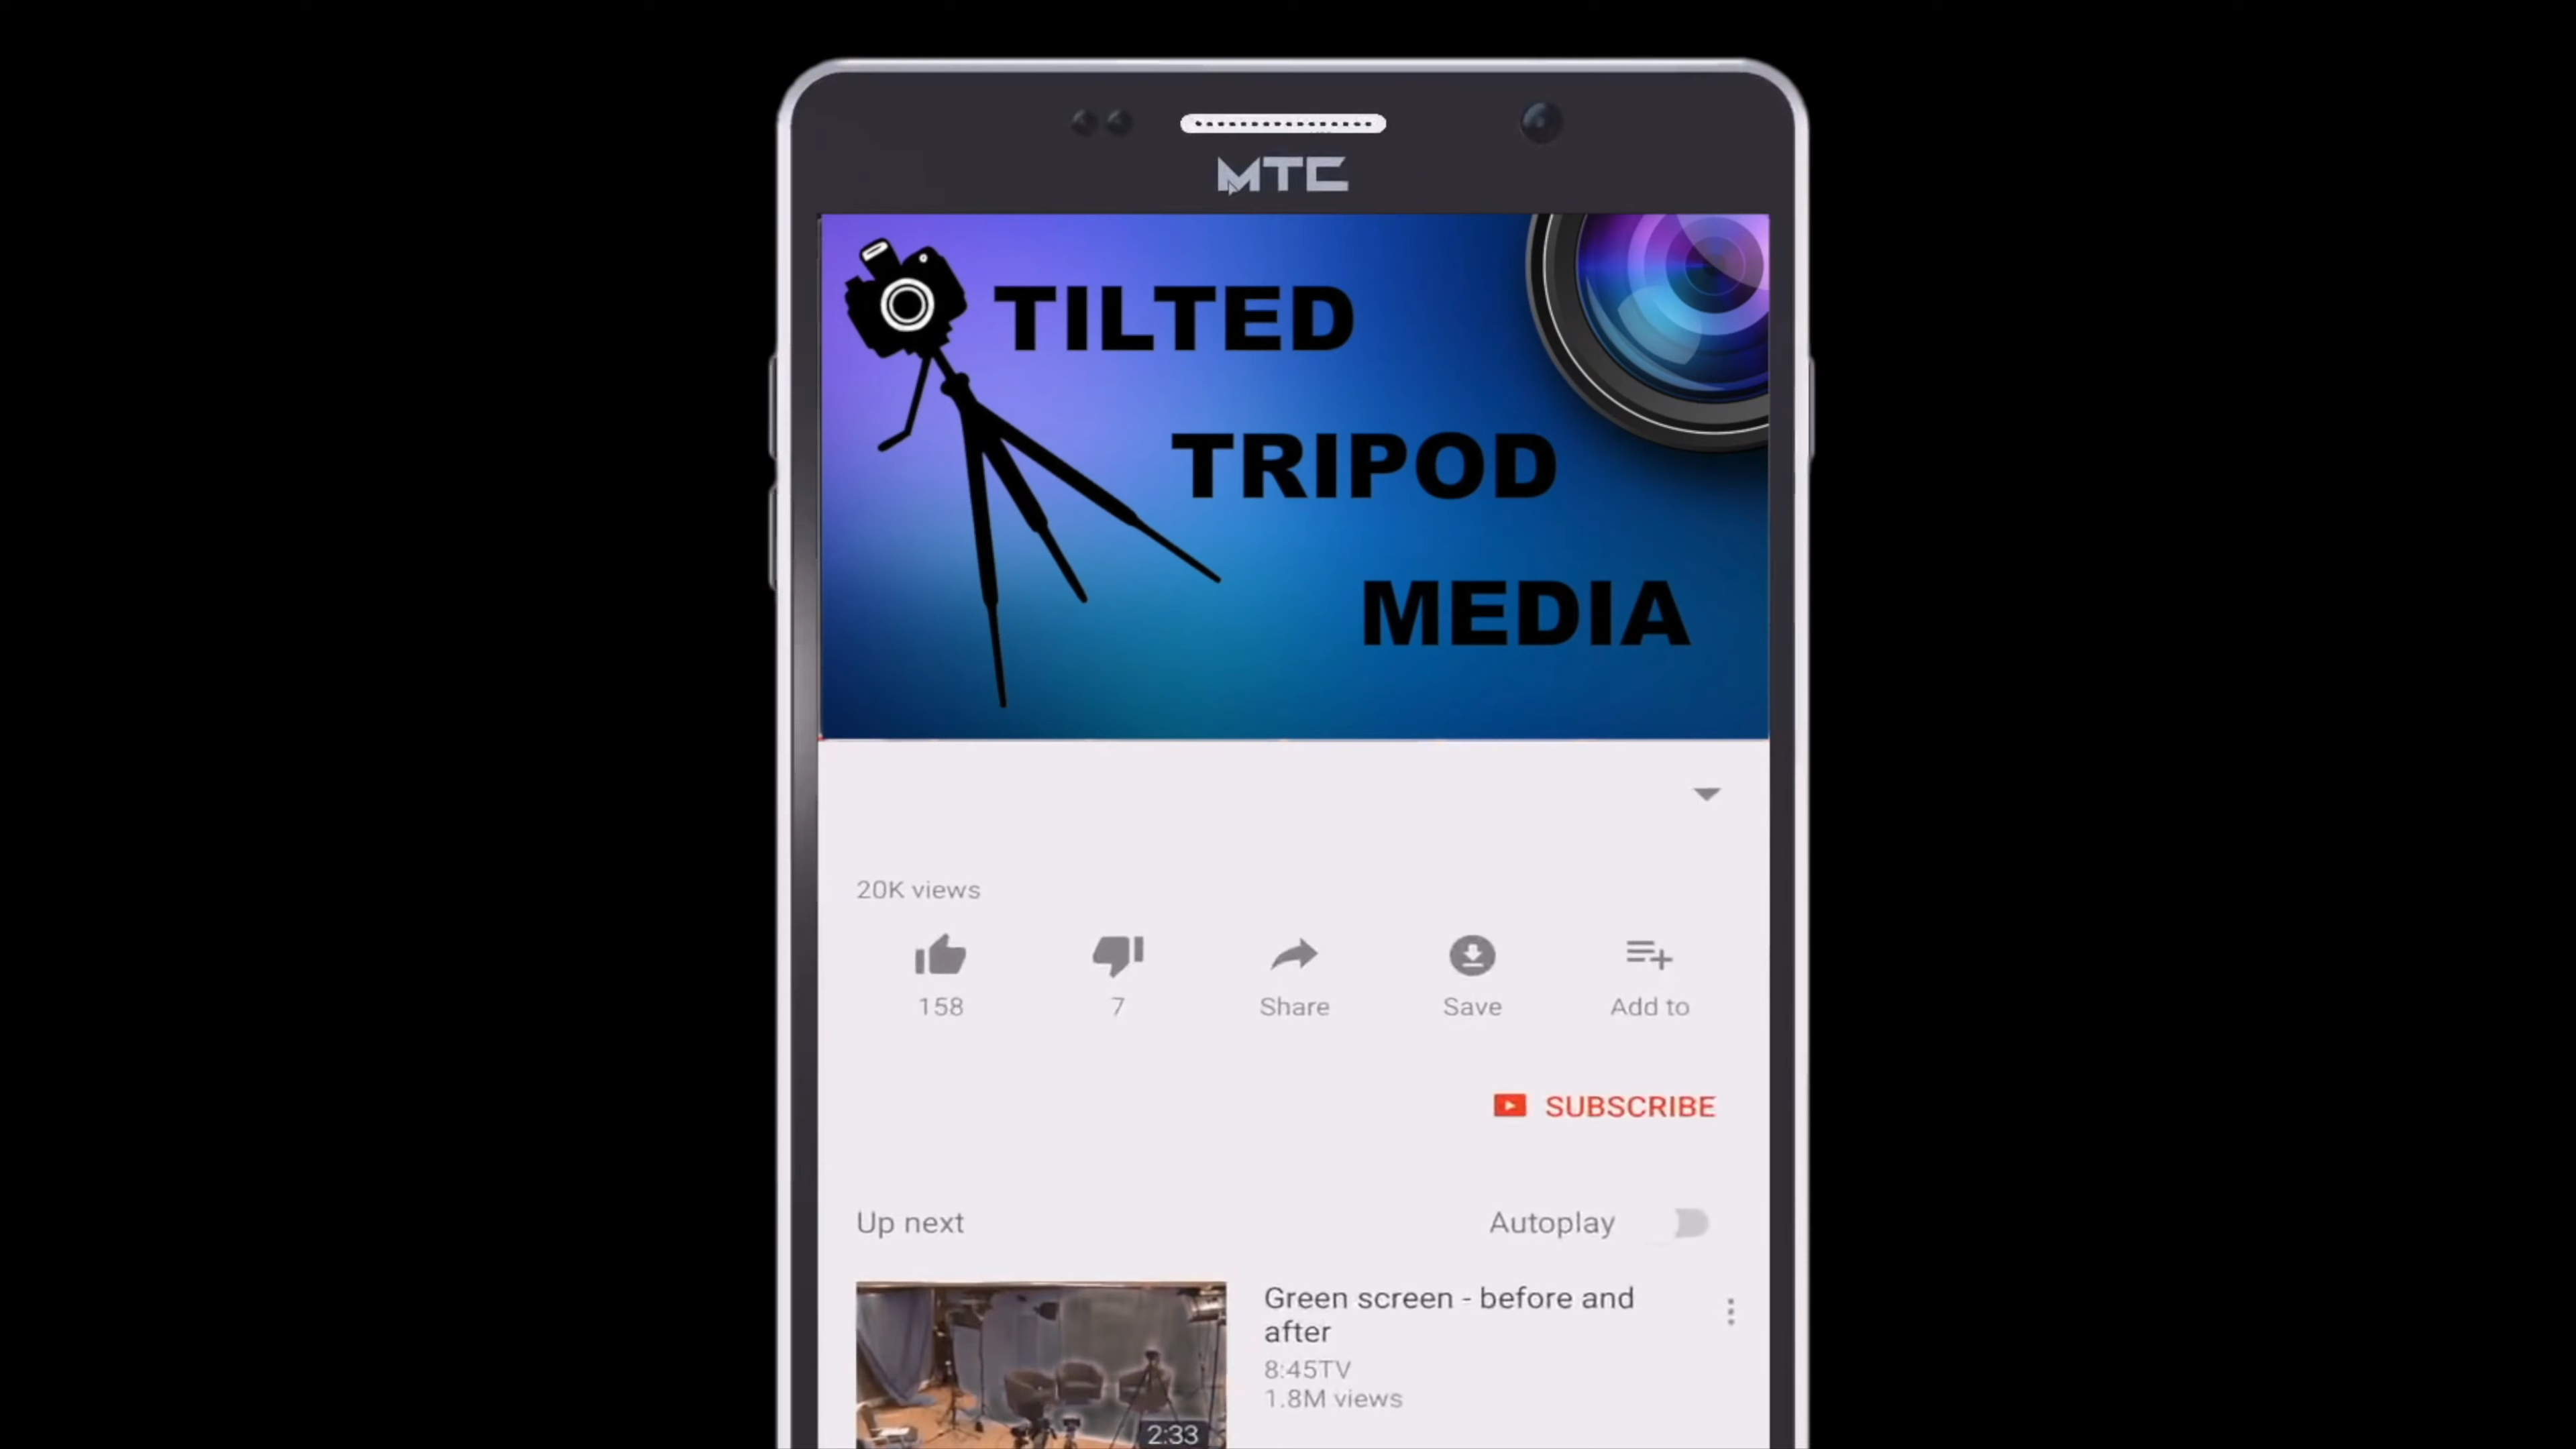 MTC
TILTED
TRIPOD
MEDIA
20K views
158
7
Share
Save
Add to
SUBSCRIBE
Up next
Autoplay
Green screen - before and
after
8:45TV
1.8M views
2:33